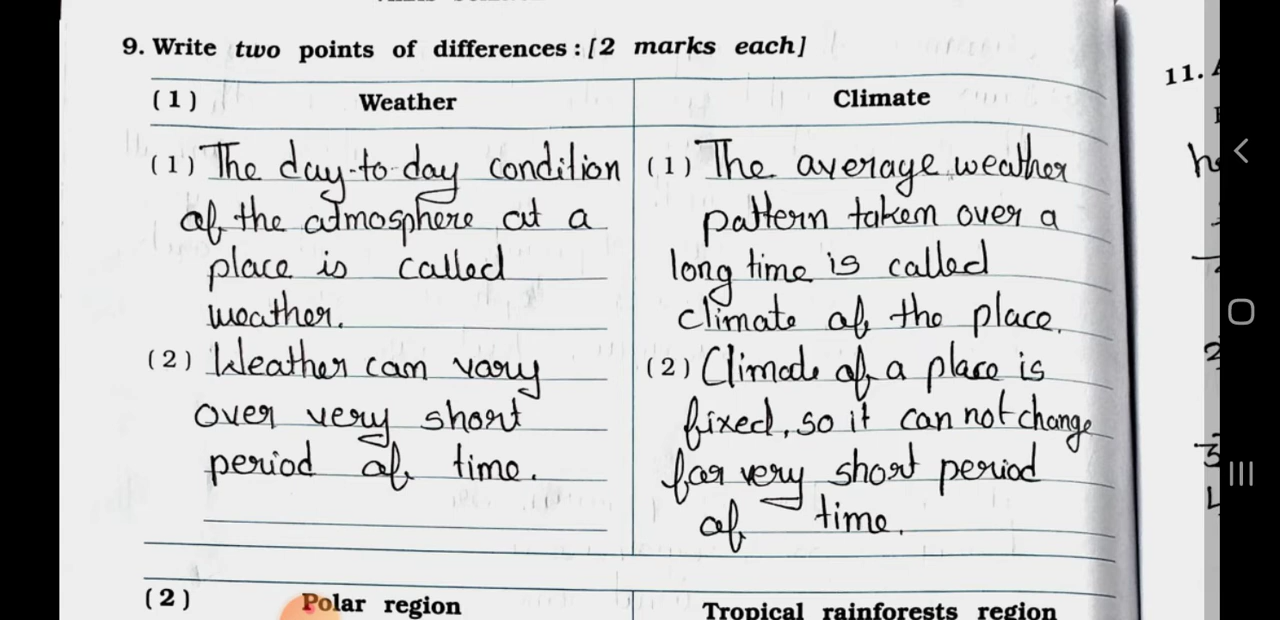 9. Write two points of differences : [2 marks each]
(1) Weather
Climate
(1) The day-to-day condition
of the atmosphere at a
place is called
weather.
(2) Weather can vary
over very short
period of time.
(1) The average weather
pattern taken over a
long time is called
climate of the place.
(2) Climate of a place is
fixed, so it can not change
for very short period
of time.
(2) Polar region
Tropical rainforests region
11.